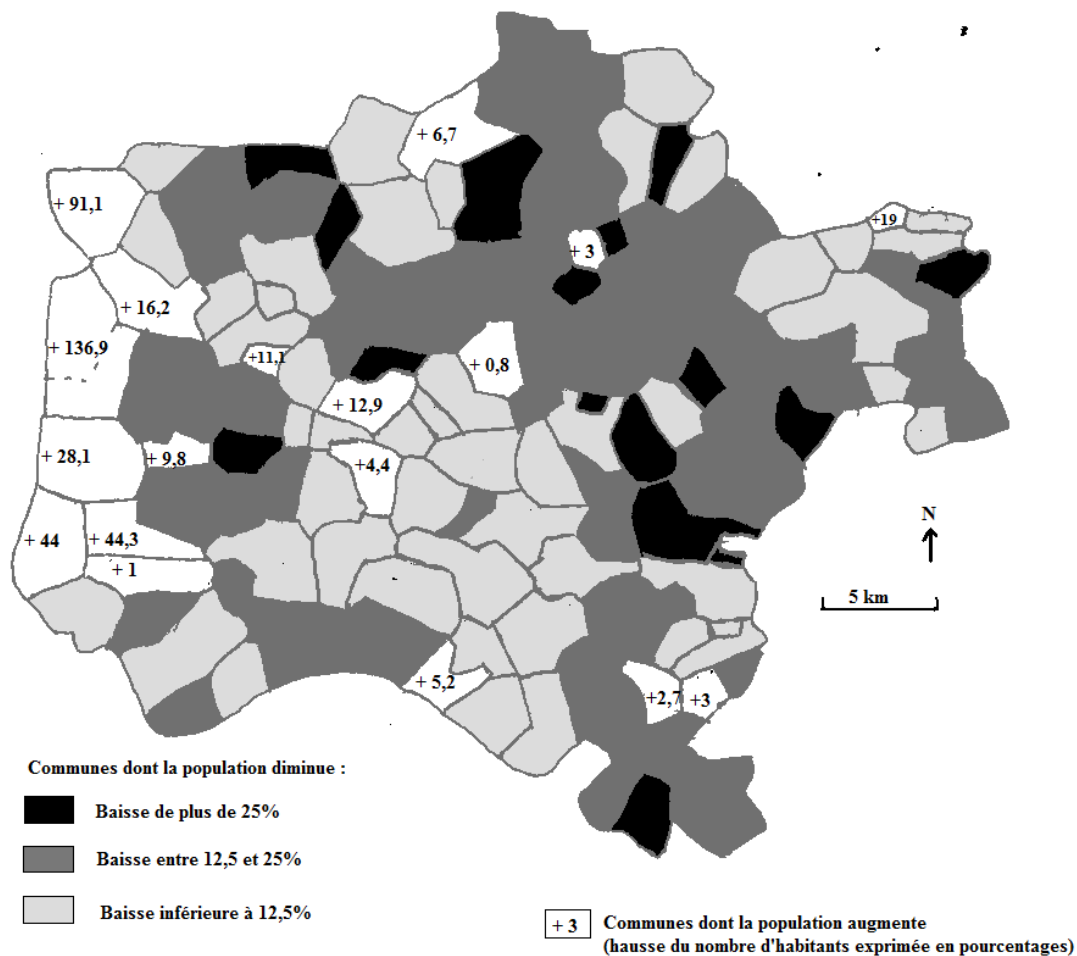 + 6,7
+ 91,1
+19
+ 3
+ 16,2
+ 136,9
+11,1
+ 0,8
+ 12,9
+ 28,1
+ 9,8
+4,4
+ 44
+ 44,3
+ 1
N
5 km
+ 5,2
+2,7
+3
Communes dont la population diminue :
Baisse de plus de 25%
Baisse entre 12,5 et 25%
Baisse inférieure à 12,5%
+ 3
Communes dont la population augmente
(hausse du nombre d'habitants exprimée en pourcentages)